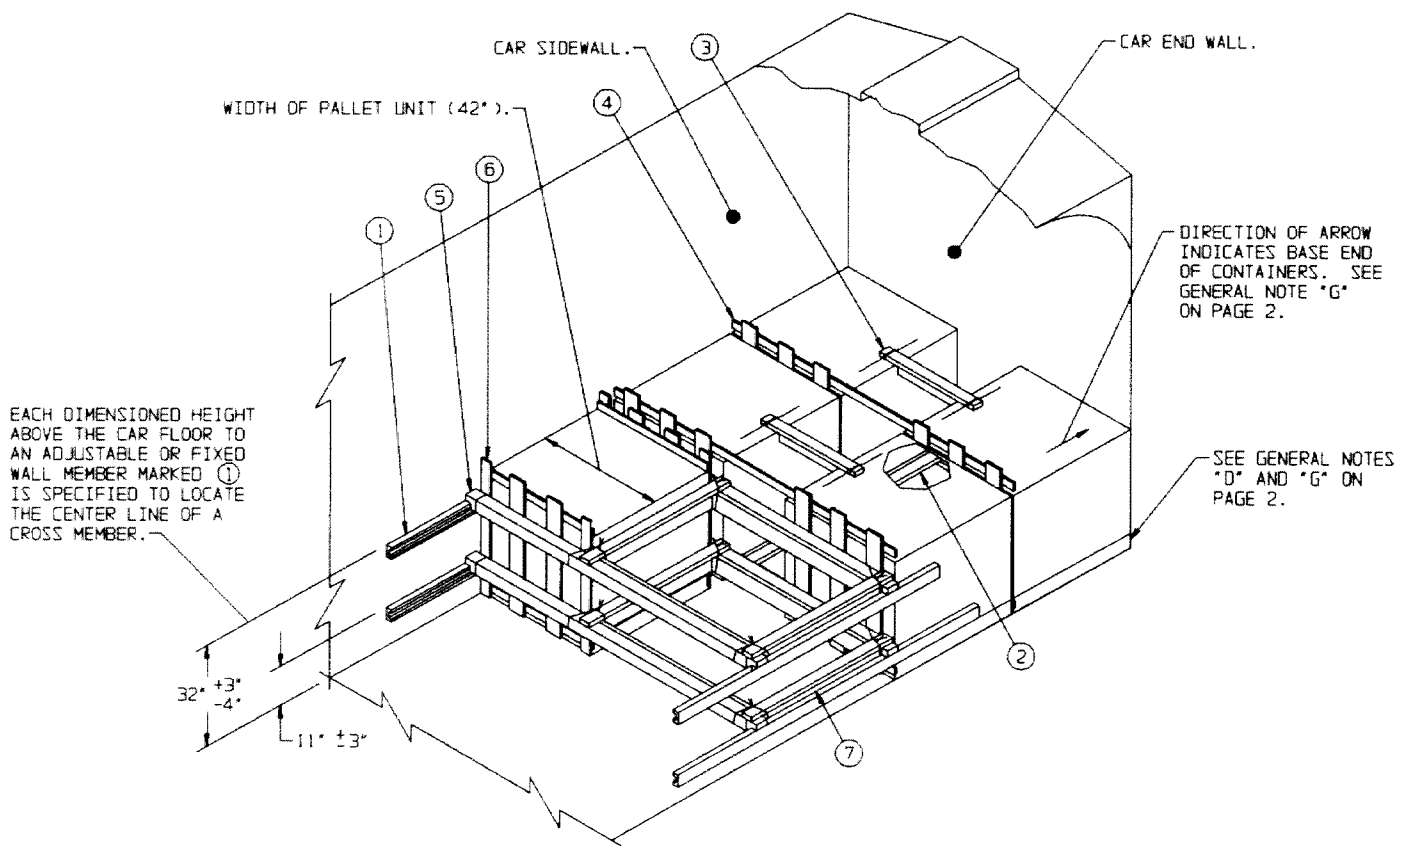 CAR SIDEWALL.
3
CAR END WALL.
4
WIDTH OF PALLET UNIT (42").
6
5
1
DIRECTION OF ARROW
INDICATES BASE END
OF CONTAINERS. SEE
GENERAL NOTE "G"
ON PAGE 2.
EACH DIMENSIONED HEIGHT
ABOVE THE CAR FLOOR TO
AN ADJUSTABLE OR FIXED
WALL MEMBER MARKED 1
IS SPECIFIED TO LOCATE
THE CENTER LINE OF A
CROSS MEMBER.
SEE GENERAL NOTES
"D" AND "G" ON
PAGE 2.
2
32" +3"
-4"
11" ±3"
7